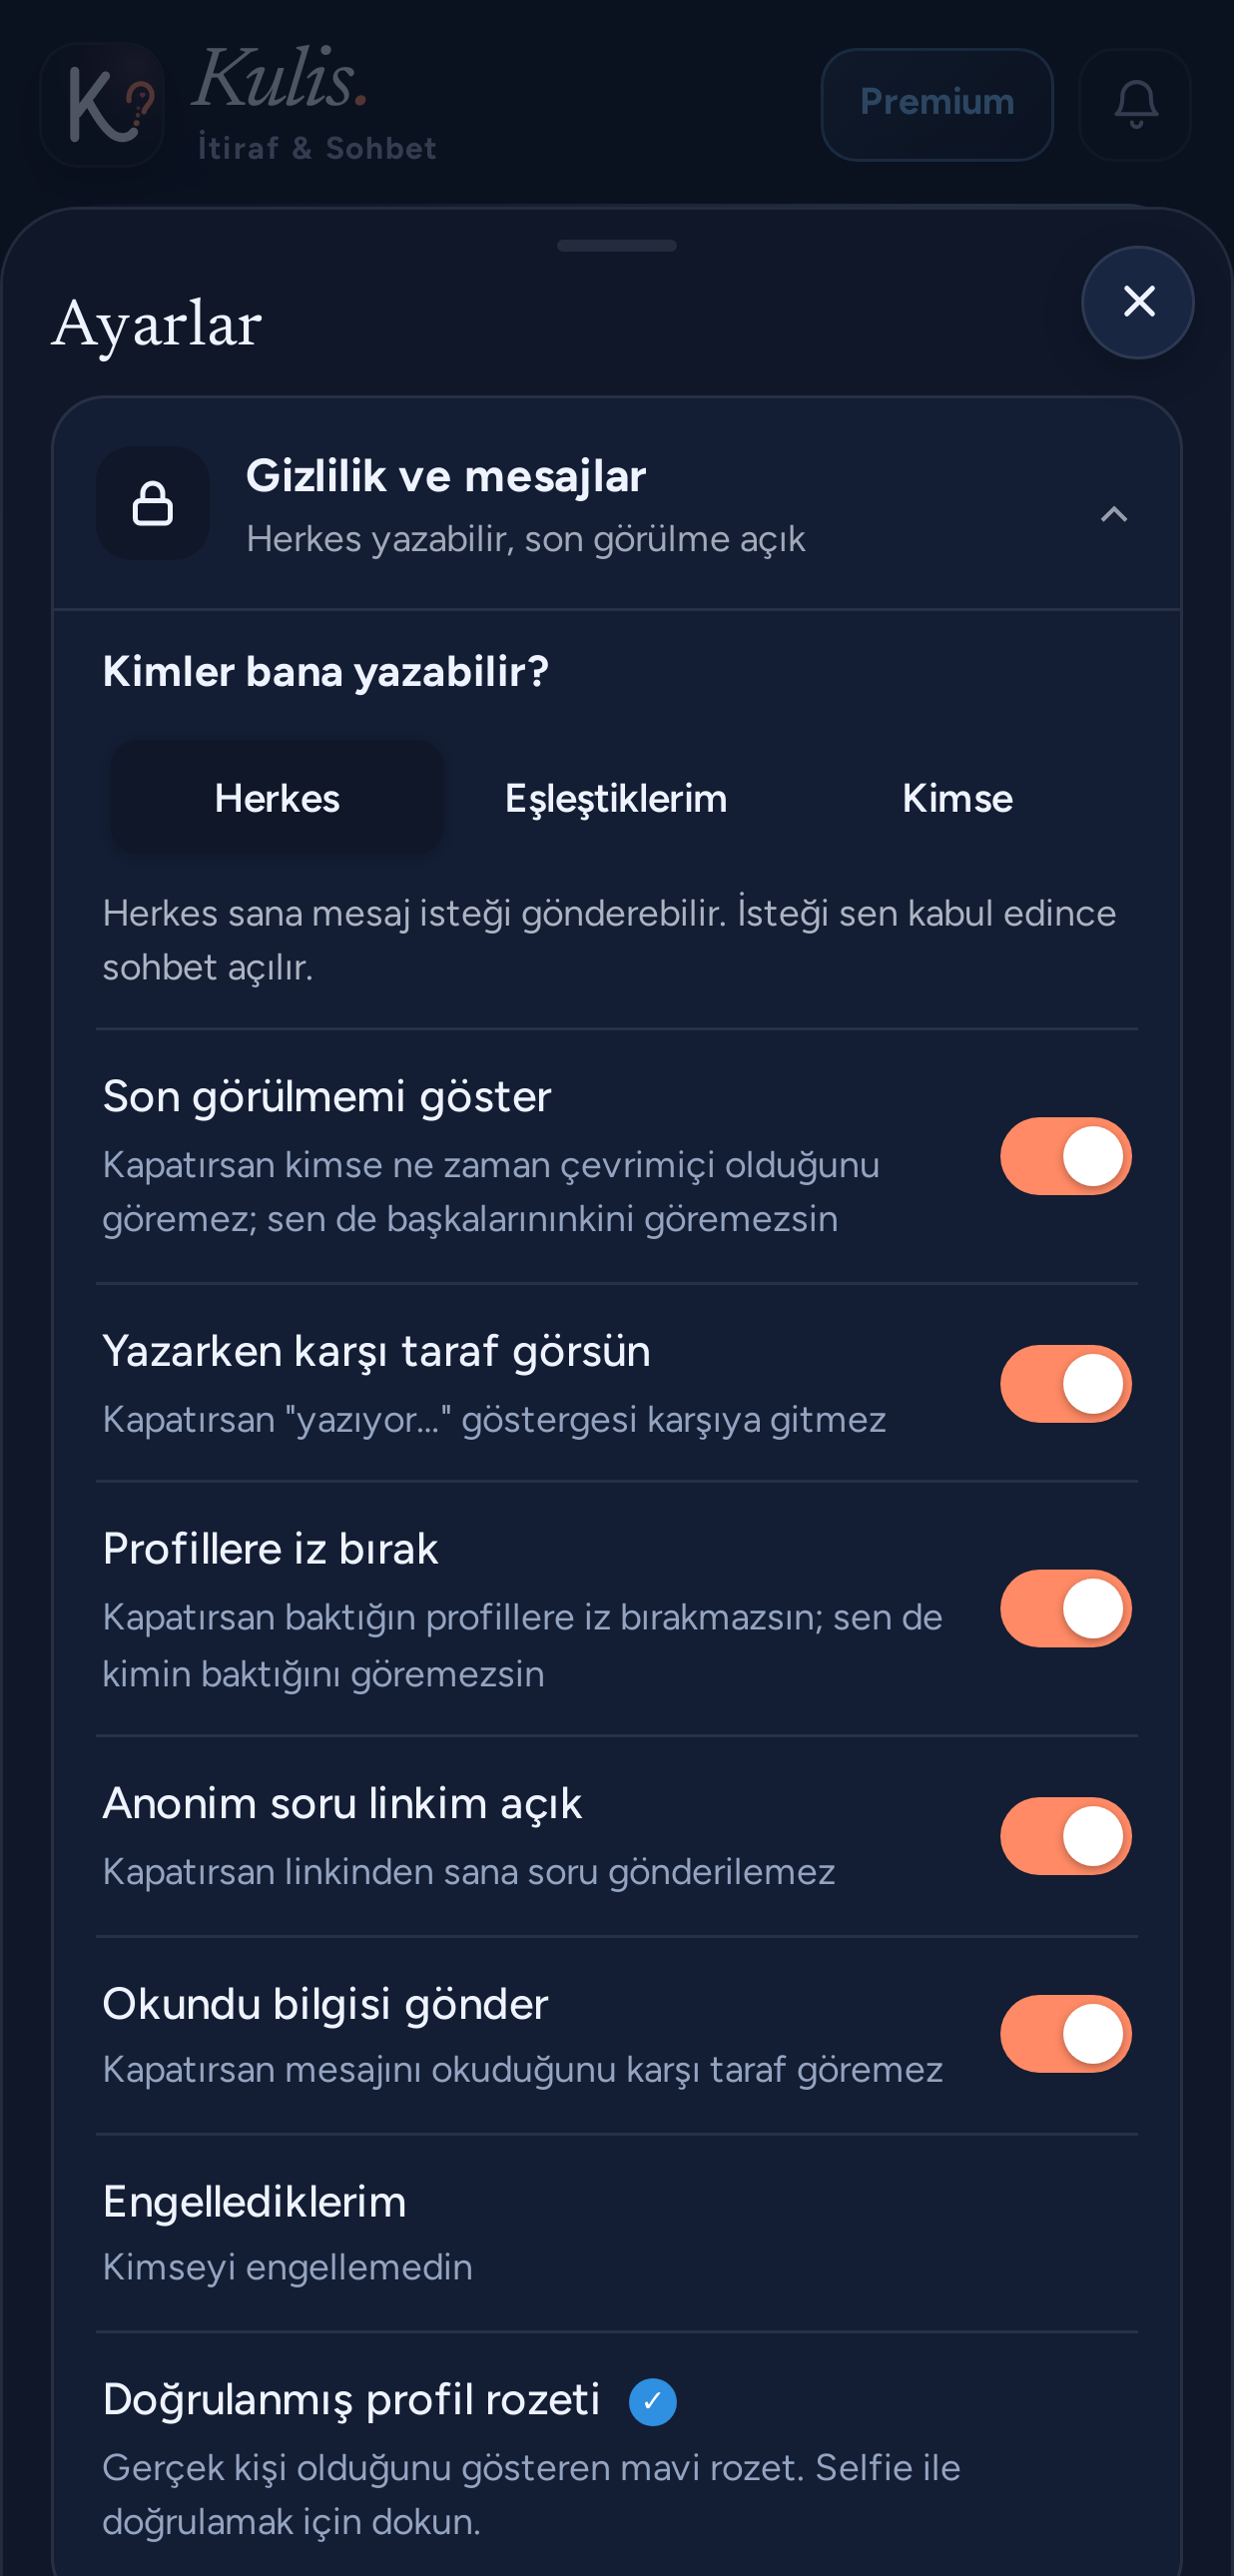 Kulis.
İtiraf & Sohbet
Premium
Ayarlar
Gizlilik ve mesajlar
Herkes yazabilir, son görülme açık
Kimler bana yazabilir?
Herkes
Eşleştiklerim
Kimse
Herkes sana mesaj isteği gönderebilir. İsteği sen kabul edince
sohbet açılır.
Son görülmemi göster
Kapatırsan kimse ne zaman çevrimiçi olduğunu
göremez; sen de başkalarınınkini göremezsin
Yazarken karşı taraf görsün
Kapatırsan "yazıyor..." göstergesi karşıya gitmez
Profillere iz bırak
Kapatırsan baktığın profillere iz bırakmazsın; sen de
kimin baktığını göremezsin
Anonim soru linkim açık
Kapatırsan linkinden sana soru gönderilemez
Okundu bilgisi gönder
Kapatırsan mesajını okuduğunu karşı taraf göremez
Engellediklerim
Kimseyi engellemedin
Doğrulanmış profil rozeti ✓
Gerçek kişi olduğunu gösteren mavi rozet. Selfie ile
doğrulamak için dokun.